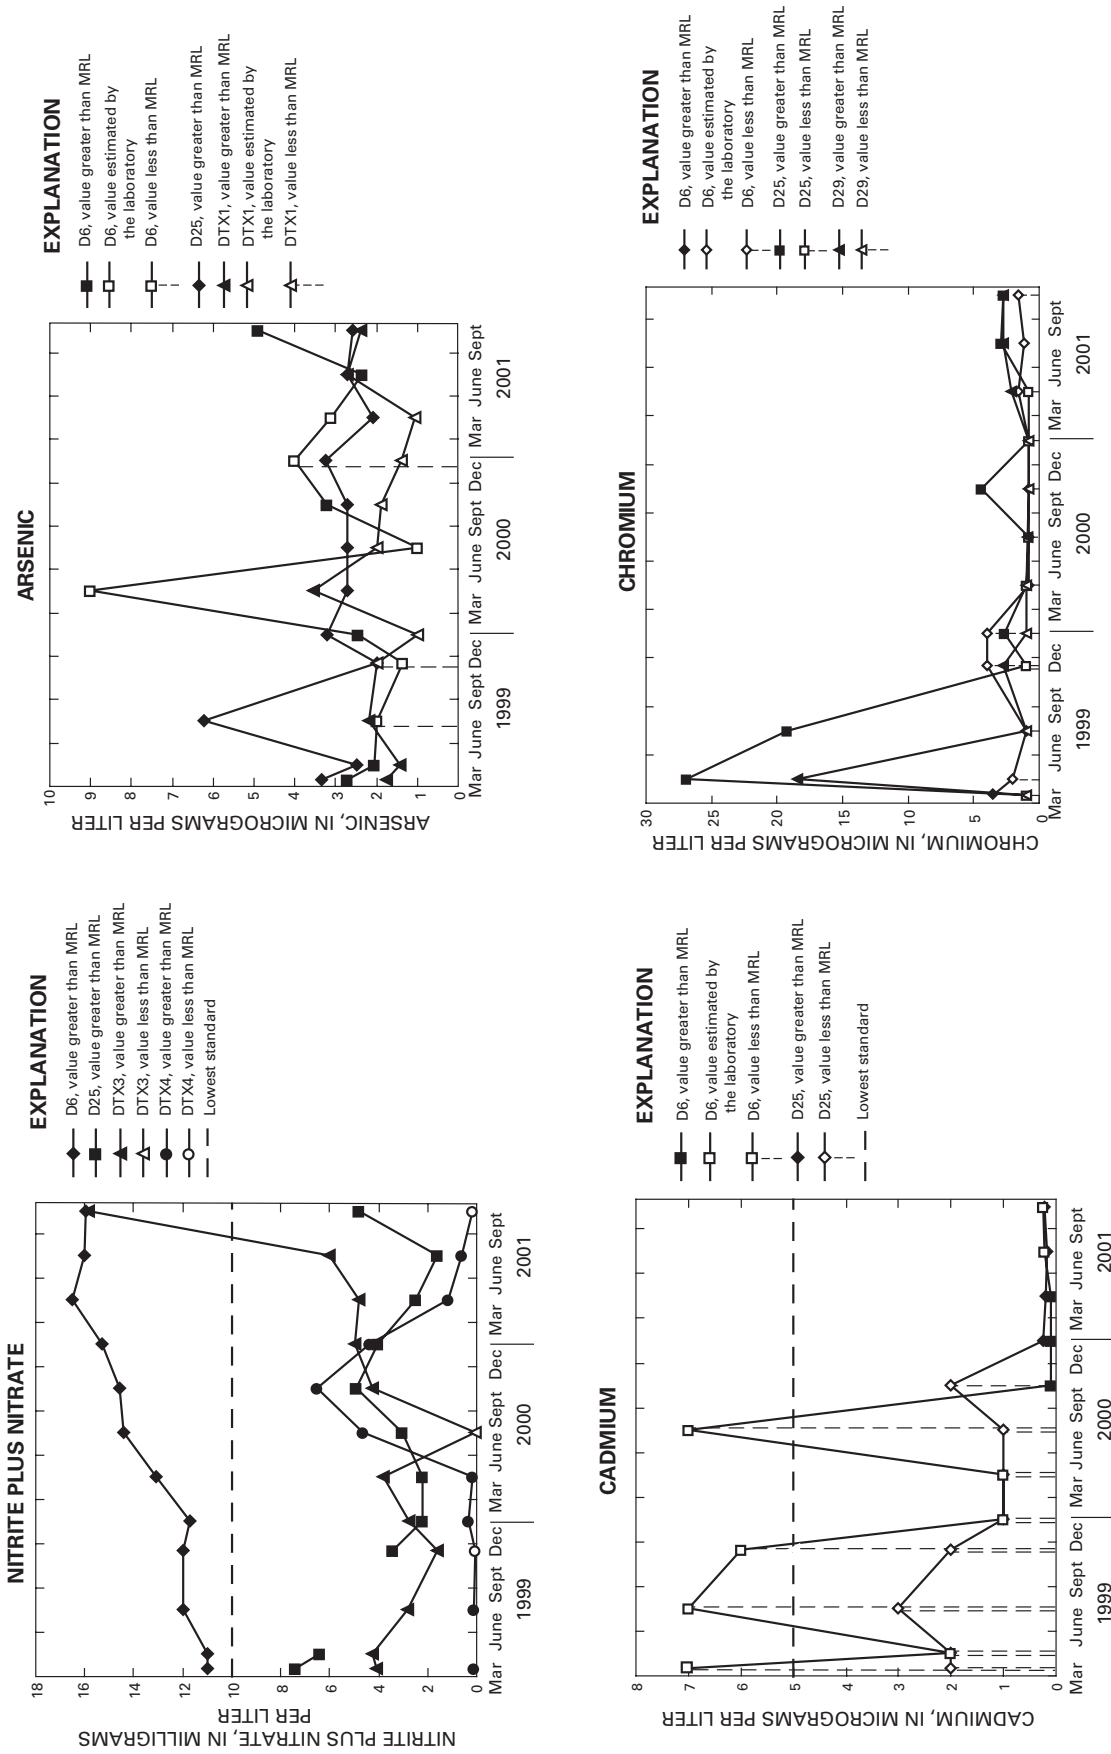 NITRITE PLUS NITRATE
NITRITE PLUS NITRATE, IN MILLIGRAMS
PER LITER
18
16
14
12
10
8
6
4
2
0
Mar June Sept Dec Mar June Sept Dec Mar June Sept
1999 2000 2001
EXPLANATION
D6, value greater than MRL
D25, value greater than MRL
DTX3, value greater than MRL
DTX3, value less than MRL
DTX4, value greater than MRL
DTX4, value less than MRL
Lowest standard
ARSENIC
ARSENIC, IN MICROGRAMS PER LITER
10
9
8
7
6
5
4
3
2
1
0
Mar June Sept Dec Mar June Sept Dec Mar June Sept
1999 2000 2001
EXPLANATION
D6, value greater than MRL
D6, value estimated by
the laboratory
D6, value less than MRL
D25, value greater than MRL
DTX1, value greater than MRL
DTX1, value estimated by
the laboratory
DTX1, value less than MRL
CADMIUM
CADMIUM, IN MICROGRAMS PER LITER
8
7
6
5
4
3
2
1
0
Mar June Sept Dec Mar June Sept Dec Mar June Sept
1999 2000 2001
EXPLANATION
D6, value greater than MRL
D6, value estimated by
the laboratory
D6, value less than MRL
D25, value greater than MRL
D25, value less than MRL
Lowest standard
CHROMIUM
CHROMIUM, IN MICROGRAMS PER LITER
30
25
20
15
10
5
0
Mar June Sept Dec Mar June Sept Dec Mar June Sept
1999 2000 2001
EXPLANATION
D6, value greater than MRL
D6, value estimated by
the laboratory
D6, value less than MRL
D25, value greater than MRL
D25, value less than MRL
D29, value greater than MRL
D29, value less than MRL